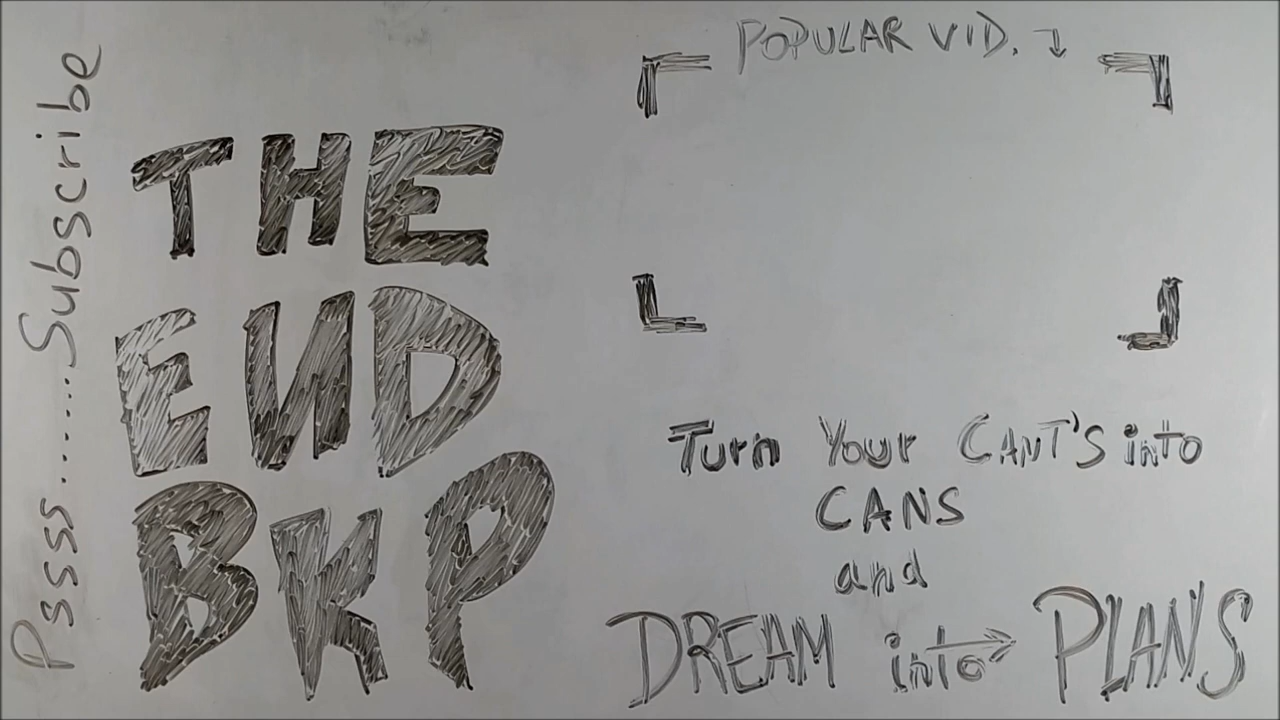 Pssss.......Subscribe
THE
END
BKP
POPULAR VID. ↴
Turn Your CANT'S into
CANS
and
DREAM into → PLANS